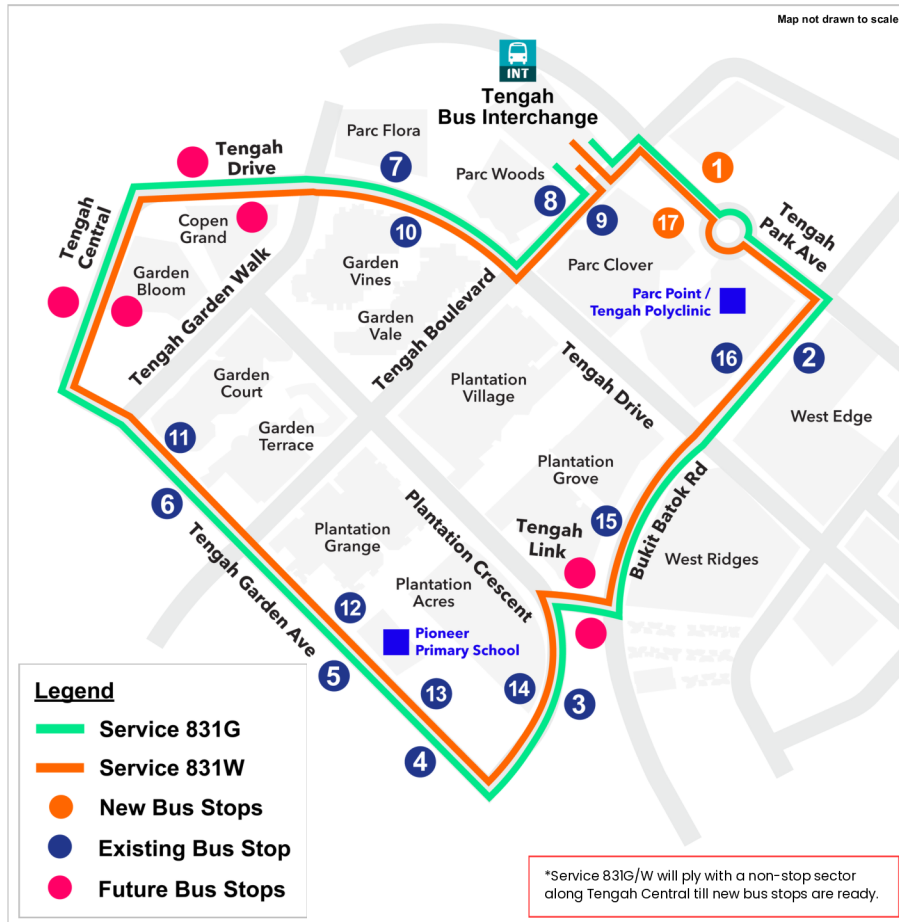 Map not drawn to scale
INT
Tengah
Bus Interchange
Parc Flora
Tengah
Drive
7
Parc Woods
1
8
9
17
Tengah
Park Ave
Tengah
Central
Copen
Grand
10
Garden
Bloom
Garden
Vines
Parc Clover
Tengah Garden Walk
Garden
Vale
Tengah Boulevard
Parc Point /
Tengah Polyclinic
16
2
Garden
Court
Plantation
Village
Tengah Drive
West Edge
Garden
Terrace
11
6
Plantation
Grove
15
Bukit Batok Rd
Plantation
Grange
Plantation Crescent
Tengah
Link
West Ridges
Tengah Garden Ave
Plantation
Acres
12
Pioneer
Primary School
5
13
14
3
4
Legend
Service 831G
Service 831W
New Bus Stops
Existing Bus Stop
Future Bus Stops
*Service 831G/W will ply with a non-stop sector
along Tengah Central till new bus stops are ready.